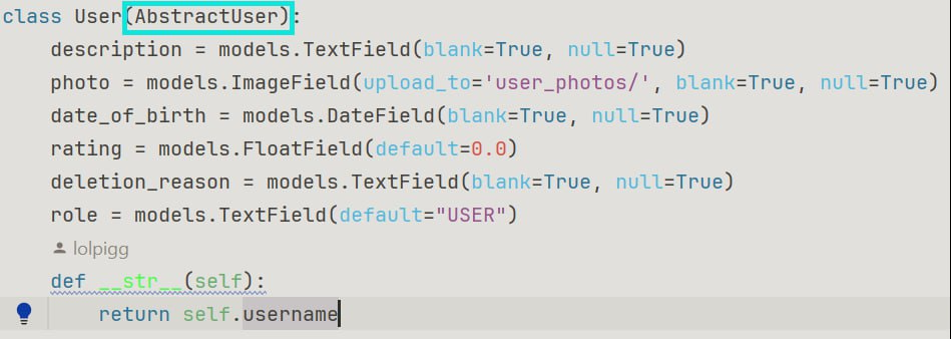 class User(AbstractUser):
    description = models.TextField(blank=True, null=True)
    photo = models.ImageField(upload_to='user_photos/', blank=True, null=True)
    date_of_birth = models.DateField(blank=True, null=True)
    rating = models.FloatField(default=0.0)
    deletion_reason = models.TextField(blank=True, null=True)
    role = models.TextField(default="USER")
    lolpigg
    def __str__(self):
        return self.username